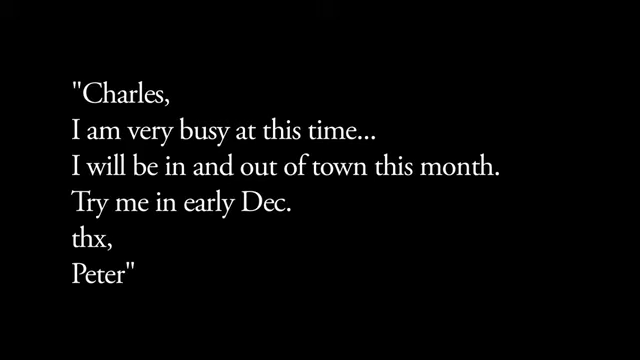 "Charles,
I am very busy at this time...
I will be in and out of town this month.
Try me in early Dec.
thx,
Peter"